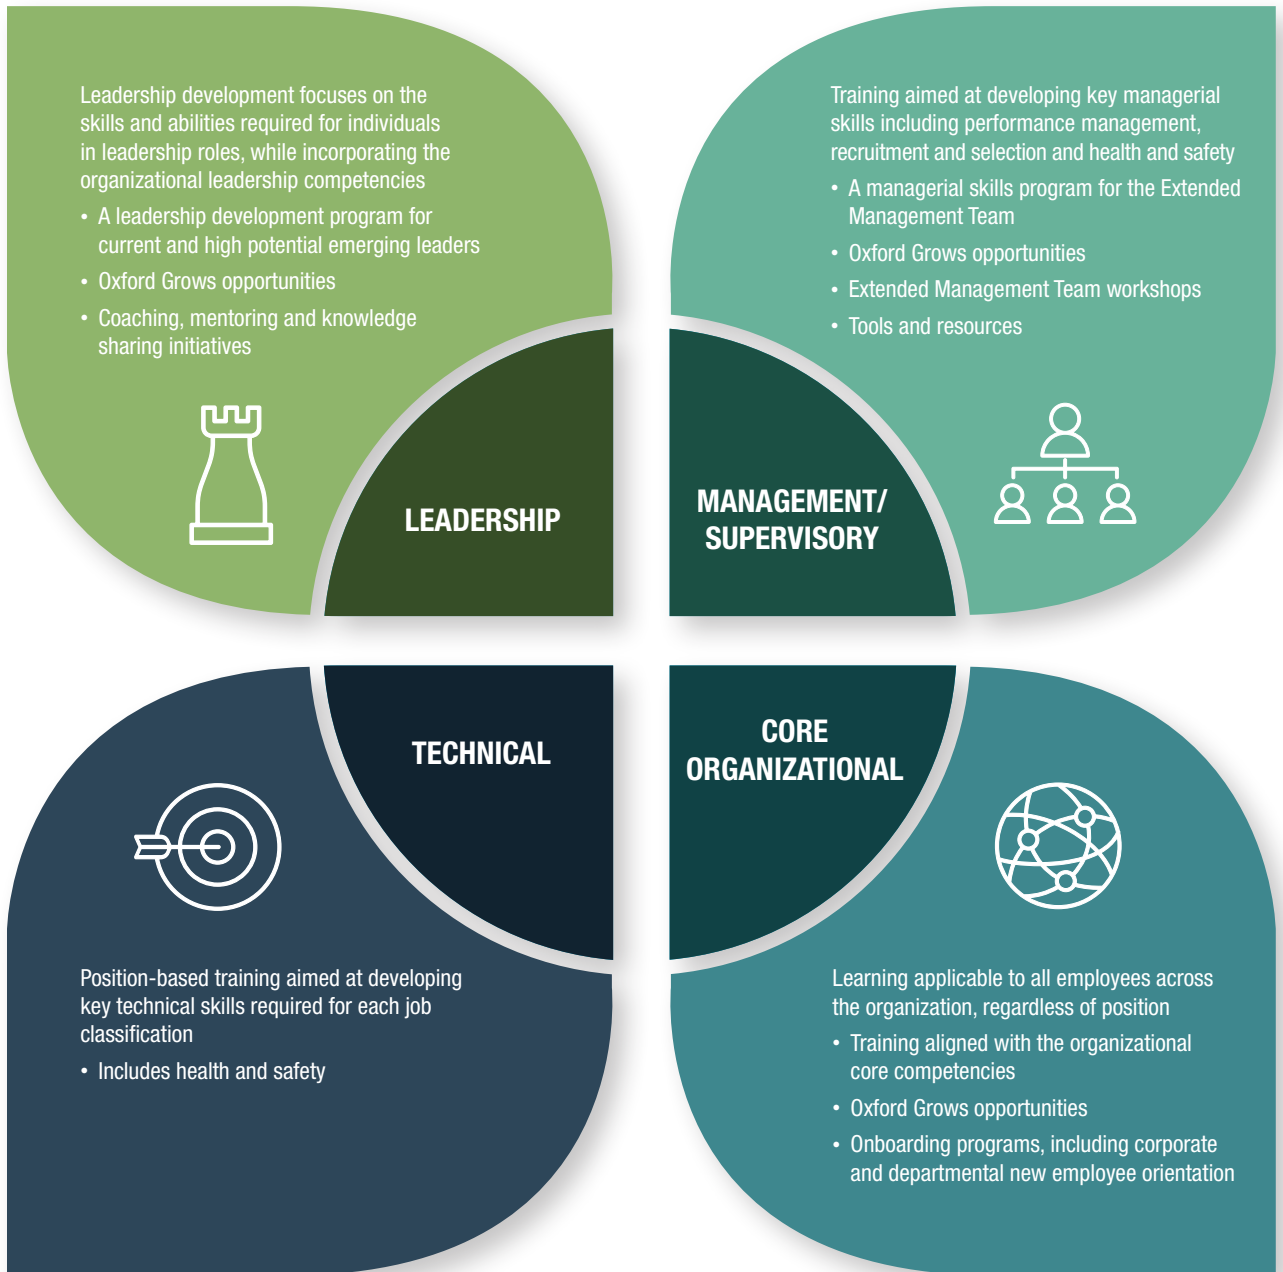 Leadership development focuses on the
skills and abilities required for individuals
in leadership roles, while incorporating the
organizational leadership competencies
• A leadership development program for
current and high potential emerging leaders
• Oxford Grows opportunities
• Coaching, mentoring and knowledge
sharing initiatives
LEADERSHIP
Training aimed at developing key managerial
skills including performance management,
recruitment and selection and health and safety
• A managerial skills program for the Extended
Management Team
• Oxford Grows opportunities
• Extended Management Team workshops
• Tools and resources
MANAGEMENT/
SUPERVISORY
TECHNICAL
Position-based training aimed at developing
key technical skills required for each job
classification
• Includes health and safety
CORE
ORGANIZATIONAL
Learning applicable to all employees across
the organization, regardless of position
• Training aligned with the organizational
core competencies
• Oxford Grows opportunities
• Onboarding programs, including corporate
and departmental new employee orientation